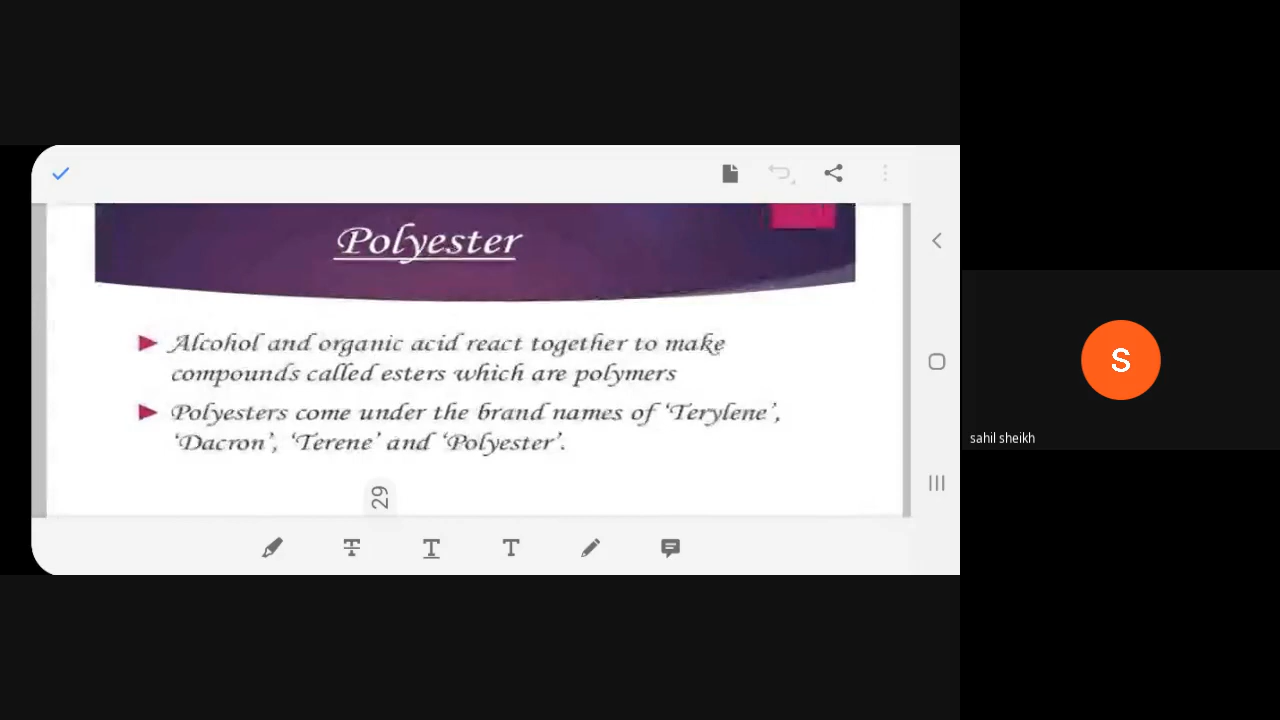 Polyester
Alcohol and organic acid react together to make
compounds called esters which are polymers
Polyesters come under the brand names of ‘Terylene’,
‘Dacron’, ‘Terene’ and ‘Polyester’.
29
S
sahil sheikh